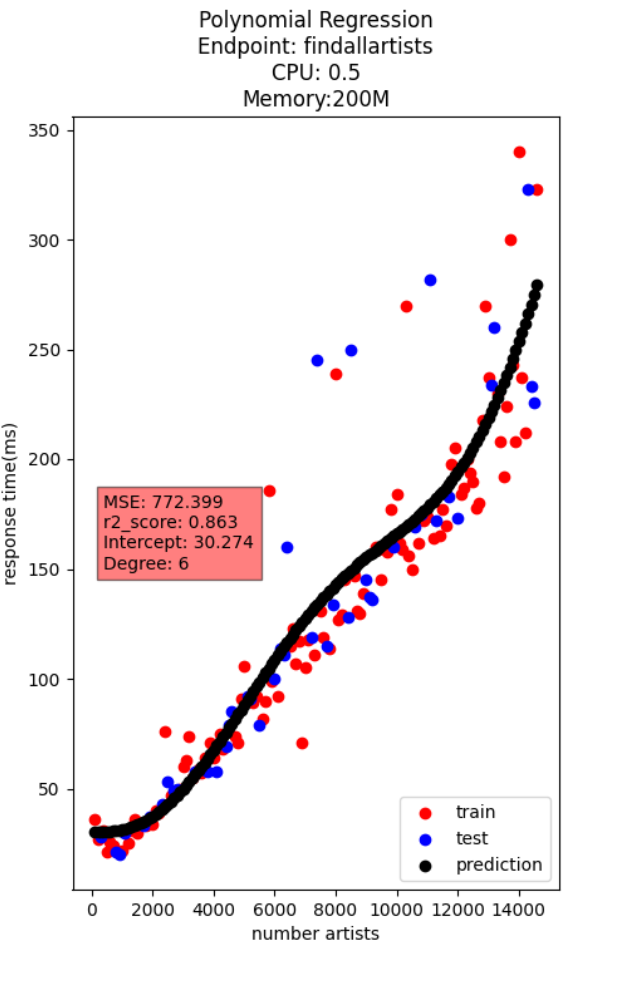 Polynomial Regression
Endpoint: findallartists
CPU: 0.5
Memory:200M
350
300
250
200
150
100
50
response time(ms)
MSE: 772.399
r2_score: 0.863
Intercept: 30.274
Degree: 6
train
test
prediction
0 2000 4000 6000 8000 10000 12000 14000
number artists